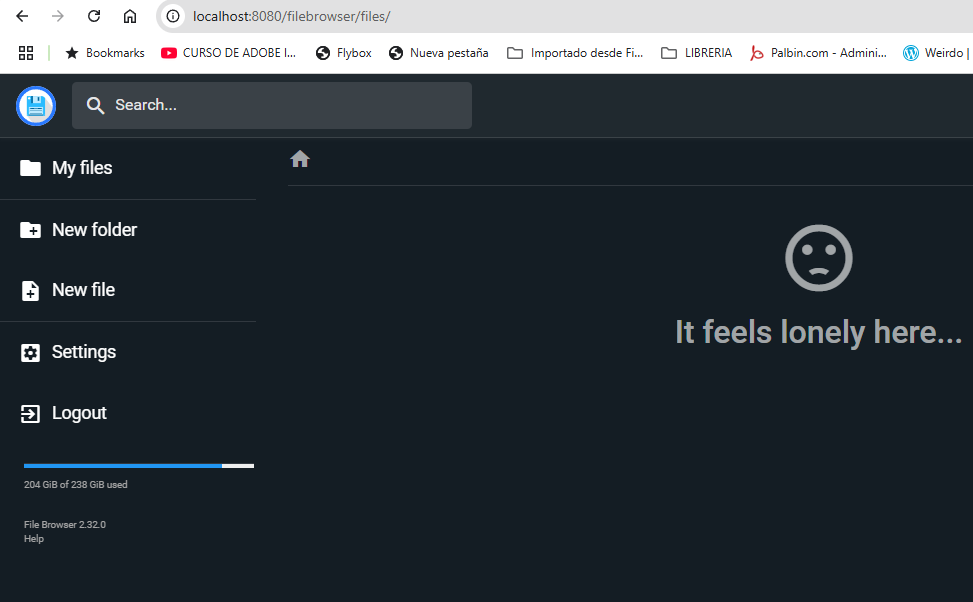 localhost:8080/filebrowser/files/
Bookmarks CURSO DE ADOBE I... Flybox Nueva pestaña Importado desde Fi... LIBRERIA Palbin.com - Admini... Weirdo |
Search...
My files
New folder
New file
Settings
Logout
204 GiB of 238 GiB used
File Browser 2.32.0
Help
It feels lonely here...